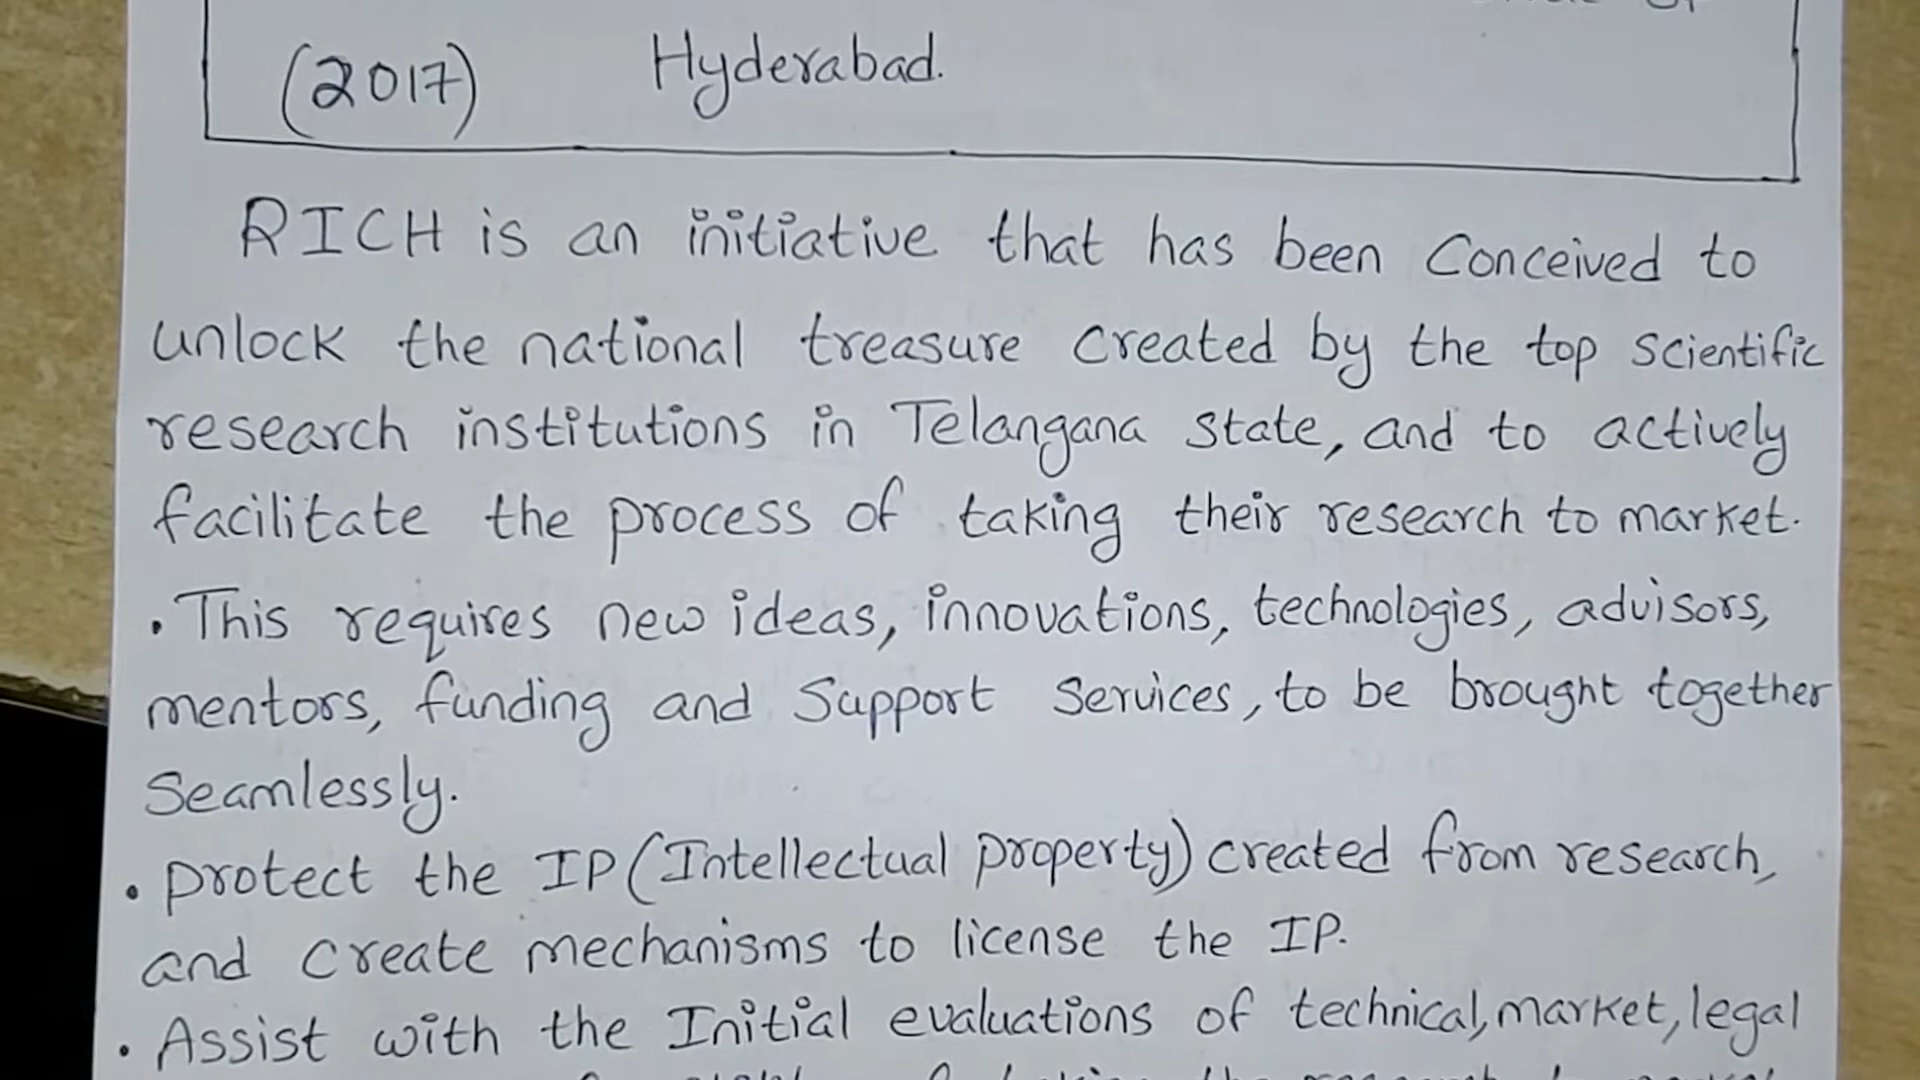 (2017) Hyderabad.
RICH is an initiative that has been Conceived to
unlock the national treasure created by the top scientific
research institutions in Telangana state, and to actively
facilitate the process of taking their research to market.
• This requires new ideas, innovations, technologies, advisors,
mentors, funding and Support Services, to be brought together
Seamlessly.
• protect the IP (Intellectual property) created from research,
and create mechanisms to license the IP.
• Assist with the Initial evaluations of technical, market, legal